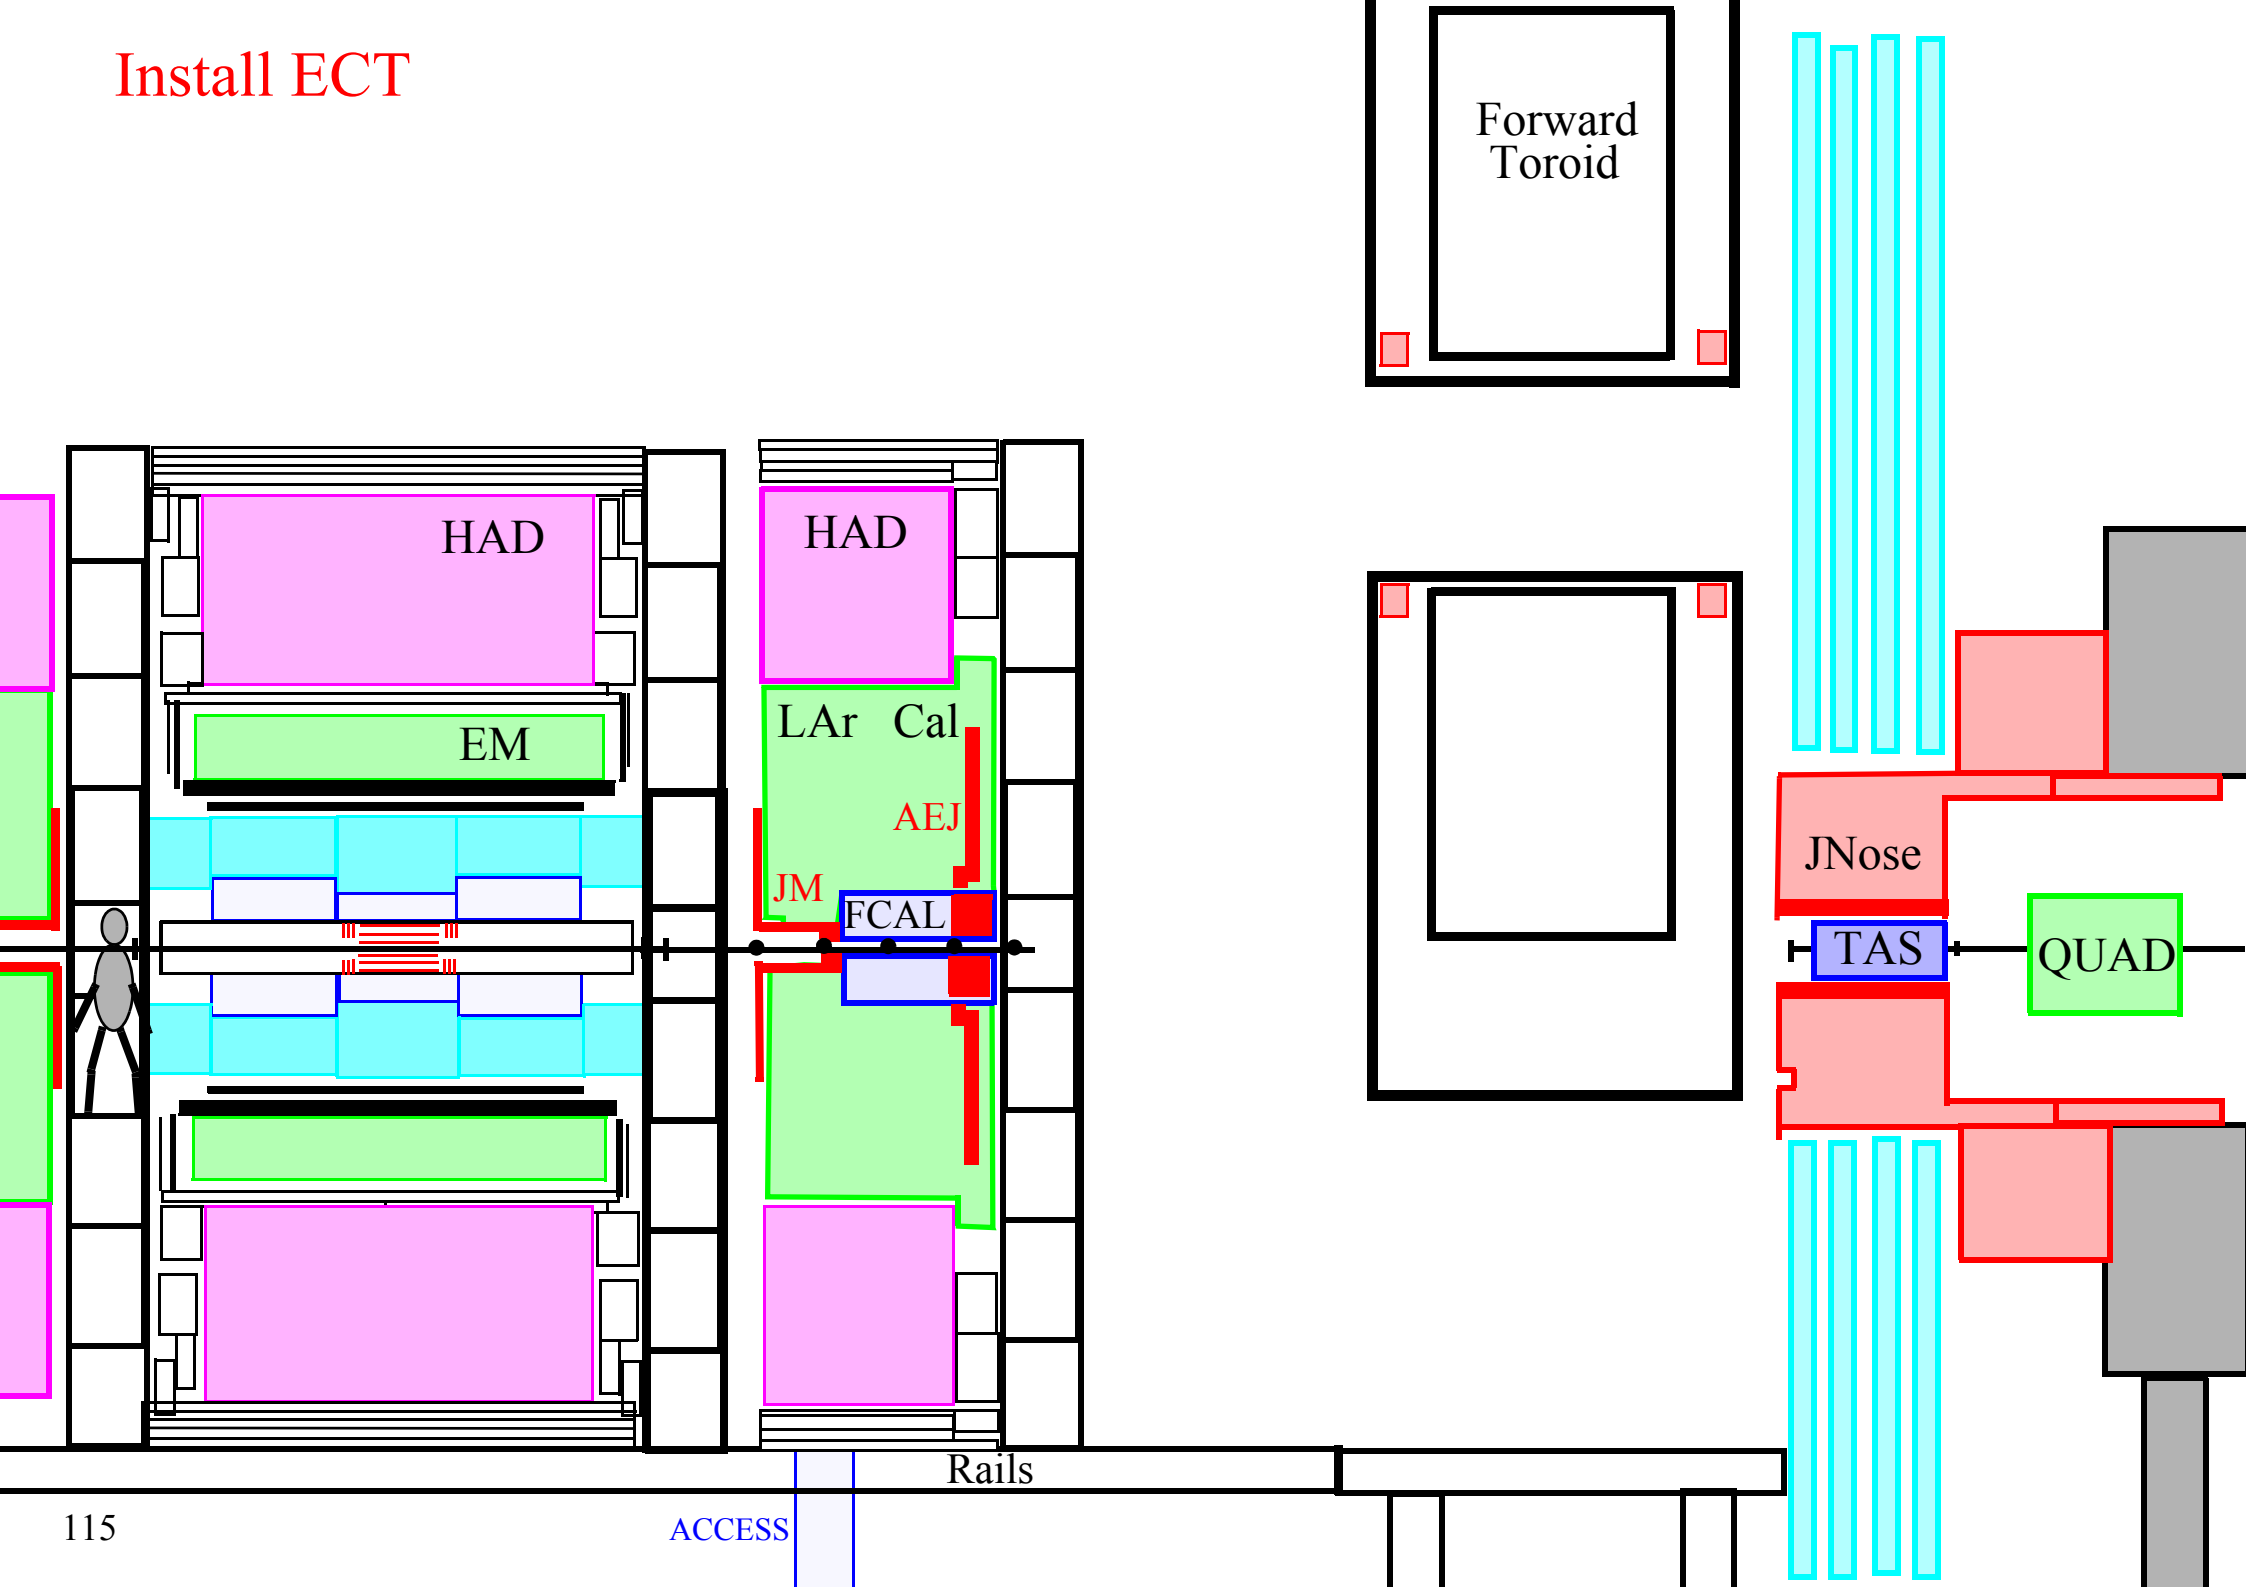 Install ECT
Forward
Toroid
HAD
HAD
LAr Cal
EM
AEJ
JNose
JM
FCAL
TAS
QUAD
Rails
115
ACCESS